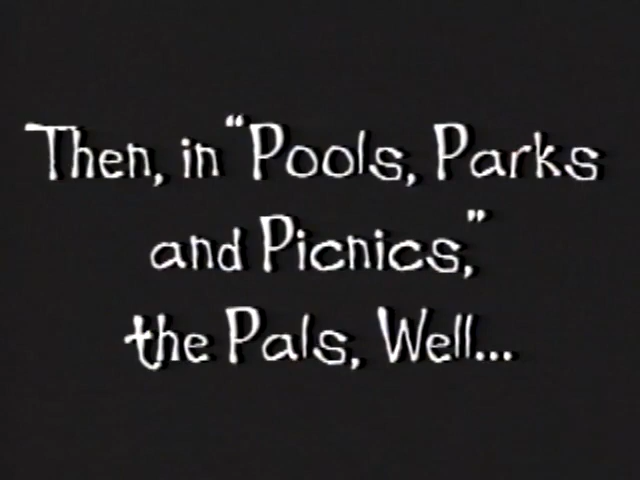 Then, in "Pools, Parks
and Picnics,"
the Pals, Well...